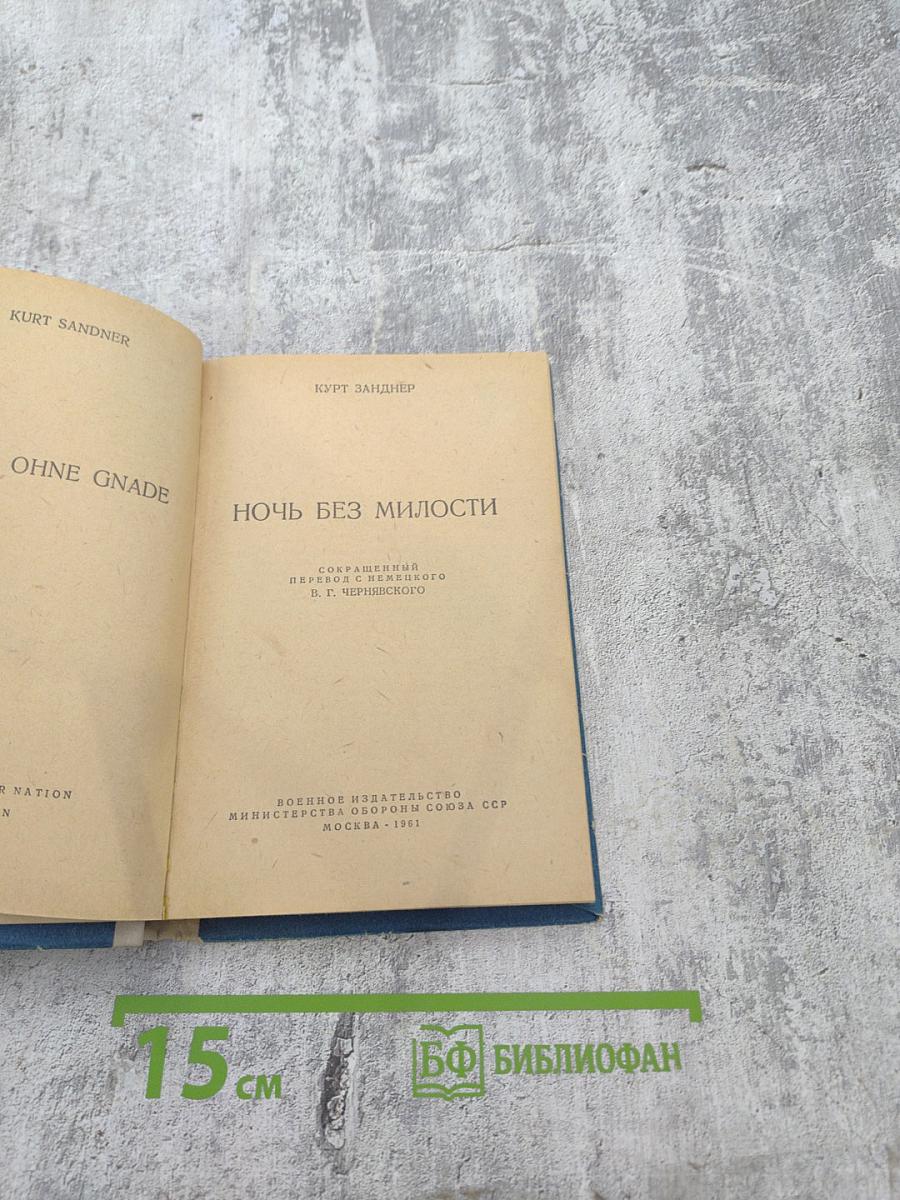 KURT SANDNER
OHNE GNADE
R NATION
N
КУРТ ЗАНДНЕР
НОЧЬ БЕЗ МИЛОСТИ
СОКРАЩЕННЫЙ
ПЕРЕВОД С НЕМЕЦКОГО
В. Г. ЧЕРНЯВСКОГО
ВОЕННОЕ ИЗДАТЕЛЬСТВО
МИНИСТЕРСТВА ОБОРОНЫ СОЮЗА ССР
МОСКВА - 1961
15 СМ
БФ БИБЛИОФАН